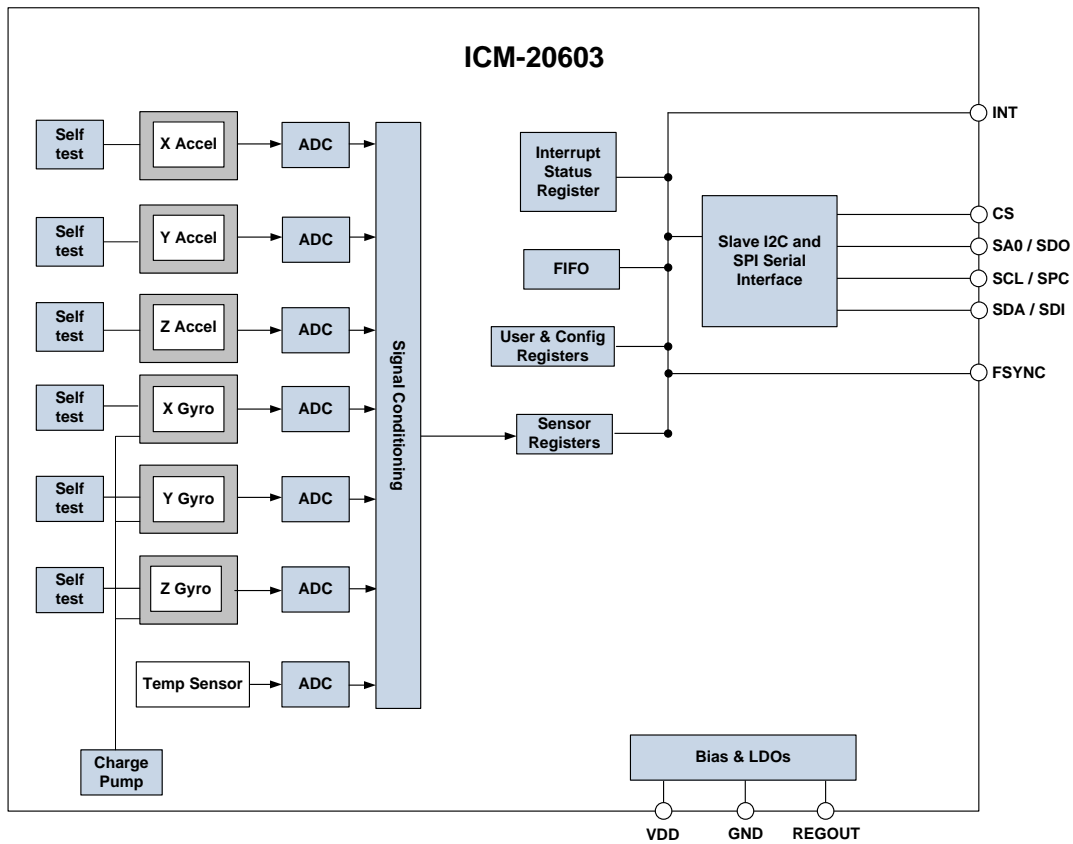 ICM-20603
Self
test
X Accel
ADC
Self
test
Y Accel
ADC
Self
test
Z Accel
ADC
Self
test
X Gyro
ADC
Self
test
Y Gyro
ADC
Self
test
Z Gyro
ADC
Temp Sensor
ADC
Charge
Pump
Signal Conditioning
Interrupt
Status
Register
FIFO
User & Config
Registers
Sensor
Registers
Slave I2C and
SPI Serial
Interface
INT
CS
SA0 / SDO
SCL / SPC
SDA / SDI
FSYNC
Bias & LDOs
VDD
GND
REGOUT